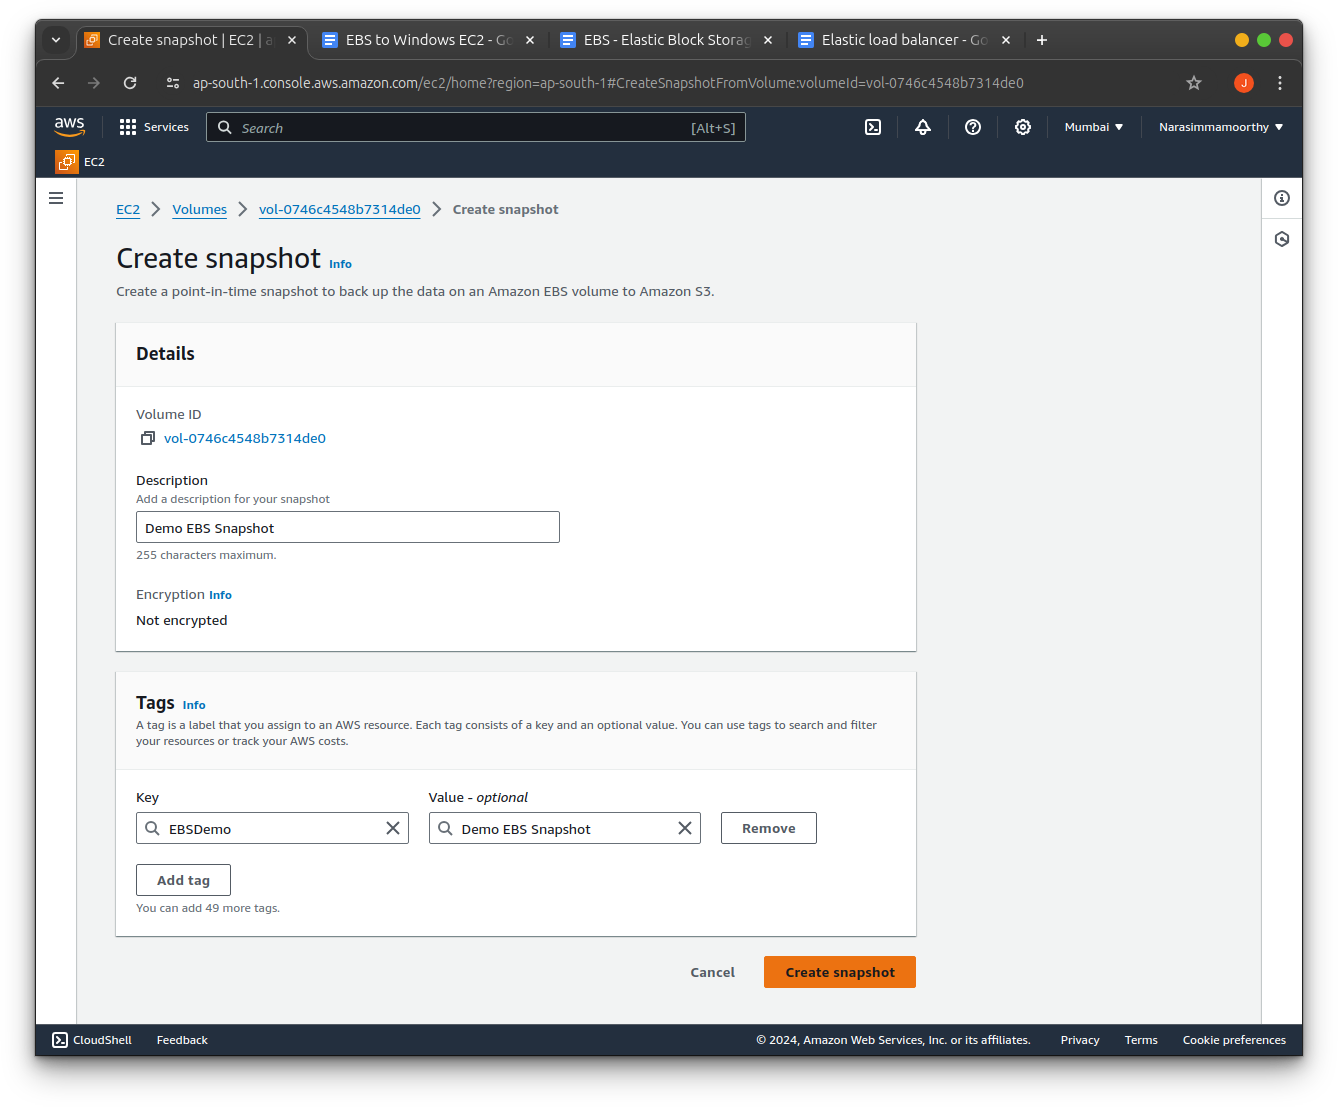 Create snapshot | EC2 | a
EBS to Windows EC2 - Go
EBS - Elastic Block Storag
Elastic load balancer - Go
ap-south-1.console.aws.amazon.com/ec2/home?region=ap-south-1#CreateSnapshotFromVolume:volumeId=vol-0746c4548b7314de0
J
aws
Services
Search
[Alt+S]
Mumbai
Narasimmamoorthy
EC2
EC2 > Volumes > vol-0746c4548b7314de0 > Create snapshot
Create snapshot Info
Create a point-in-time snapshot to back up the data on an Amazon EBS volume to Amazon S3.
Details
Volume ID
vol-0746c4548b7314de0
Description
Add a description for your snapshot
Demo EBS Snapshot
255 characters maximum.
Encryption Info
Not encrypted
Tags Info
A tag is a label that you assign to an AWS resource. Each tag consists of a key and an optional value. You can use tags to search and filter
your resources or track your AWS costs.
Key
Value - optional
EBSDemo
Demo EBS Snapshot
Remove
Add tag
You can add 49 more tags.
Cancel
Create snapshot
CloudShell
Feedback
© 2024, Amazon Web Services, Inc. or its affiliates.
Privacy
Terms
Cookie preferences